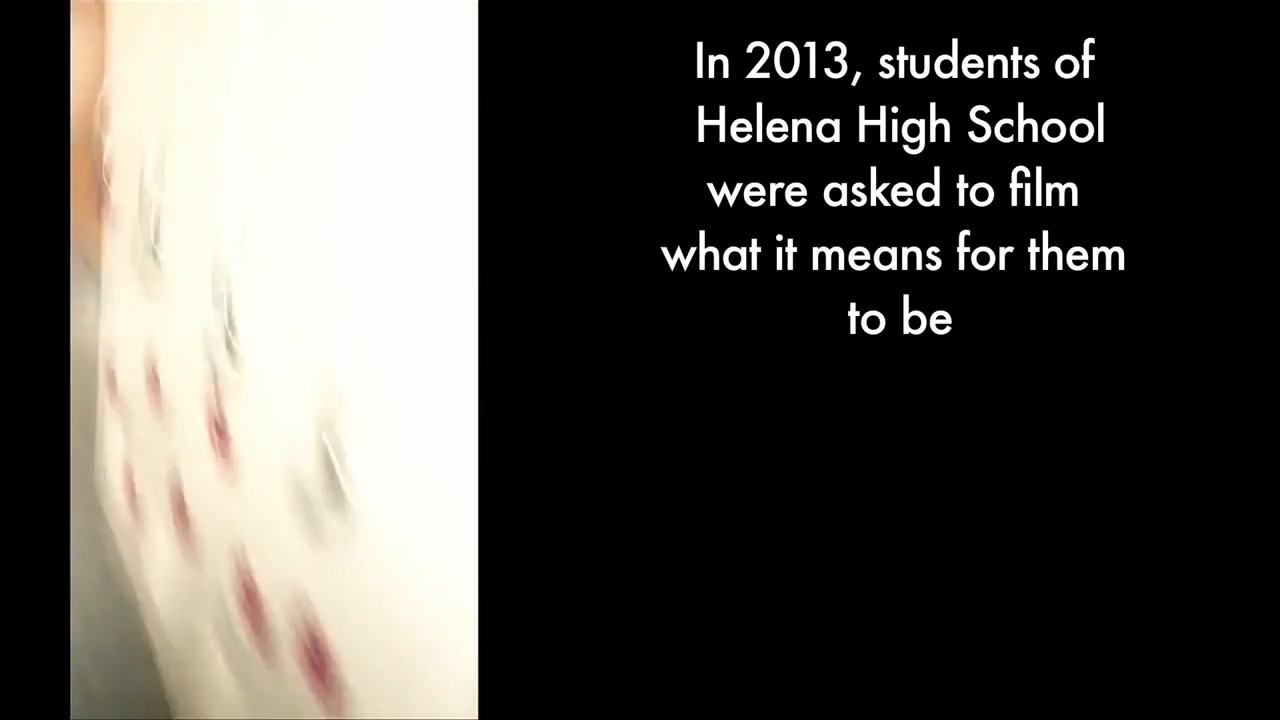 In 2013, students of
Helena High School
were asked to film
what it means for them
to be